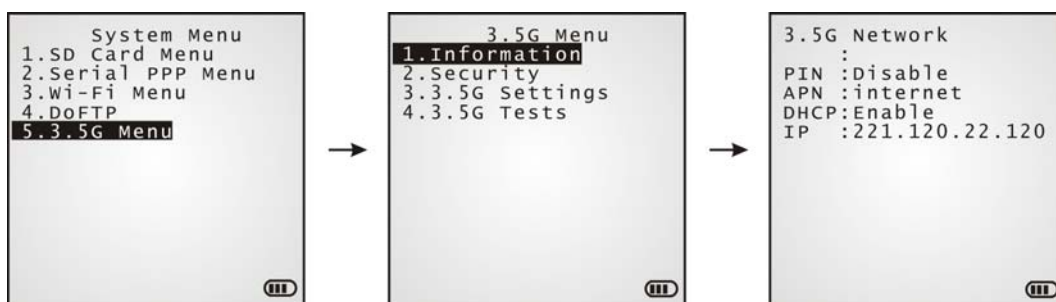 System Menu
1.SD Card Menu
2.Serial PPP Menu
3.Wi-Fi Menu
4.DoFTP
5.3.5G Menu
3.5G Menu
1.Information
2.Security
3.3.5G Settings
4.3.5G Tests
3.5G Network
:
PIN :Disable
APN :internet
DHCP:Enable
IP :221.120.22.120